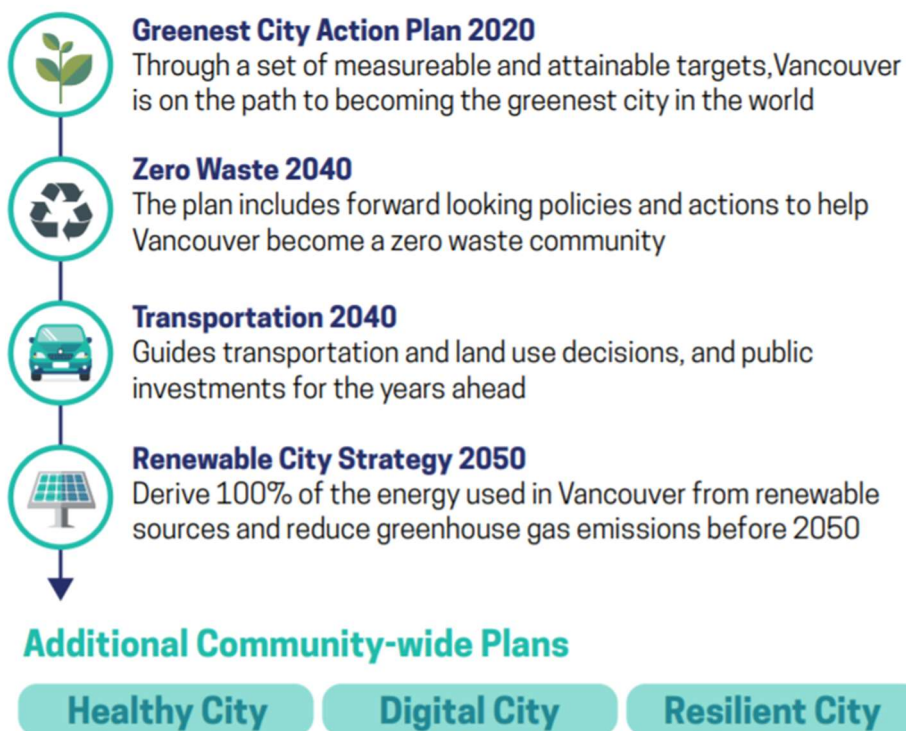 Greenest City Action Plan 2020
Through a set of measureable and attainable targets,Vancouver
is on the path to becoming the greenest city in the world
Zero Waste 2040
The plan includes forward looking policies and actions to help
Vancouver become a zero waste community
Transportation 2040
Guides transportation and land use decisions, and public
investments for the years ahead
Renewable City Strategy 2050
Derive 100% of the energy used in Vancouver from renewable
sources and reduce greenhouse gas emissions before 2050
Additional Community-wide Plans
Healthy City
Digital City
Resilient City